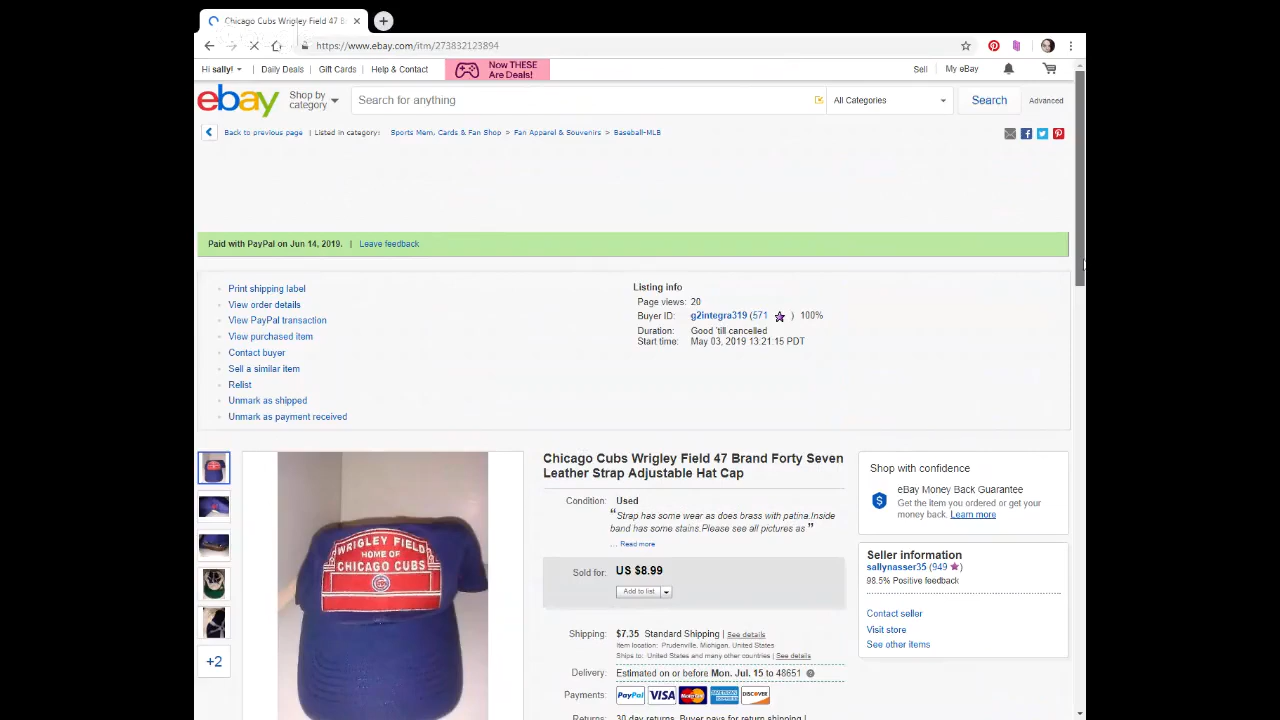 Chicago Cubs Wrigley Field 47 B
https://www.ebay.com/itm/273832123894
Hi sally! | Daily Deals | Gift Cards | Help & Contact
Now THESE
Are Deals!
Sell My eBay
ebay
Shop by
category
Search for anything
All Categories
Search
Advanced
Back to previous page | Listed in category: Sports Mem, Cards & Fan Shop > Fan Apparel & Souvenirs > Baseball-MLB
Paid with PayPal on Jun 14, 2019. | Leave feedback
Print shipping label
View order details
View PayPal transaction
View purchased item
Contact buyer
Sell a similar item
Relist
Unmark as shipped
Unmark as payment received
Listing info
Page views: 20
Buyer ID: g2integra319 (571 ) 100%
Duration: Good 'till cancelled
Start time: May 03, 2019 13:21:15 PDT
+2
WRIGLEY FIELD
HOME OF
CHICAGO CUBS
Chicago Cubs Wrigley Field 47 Brand Forty Seven
Leather Strap Adjustable Hat Cap
Condition: Used
“Strap has some wear as does brass with patina.Inside
band has some stains.Please see all pictures as ”
... Read more
Sold for: US $8.99
Add to list
Shipping: $7.35 Standard Shipping | See details
Item location: Prudenville, Michigan, United States
Ships to: United States and many other countries | See details
Delivery: Estimated on or before Mon. Jul. 15 to 48651
Payments: PayPal VISA MasterCard DISCOVER
Returns: 30 day returns. Buyer pays for return shipping |
Shop with confidence
eBay Money Back Guarantee
Get the item you ordered or get your
money back. Learn more
Seller information
sallynasser35 (949 )
98.5% Positive feedback
Contact seller
Visit store
See other items